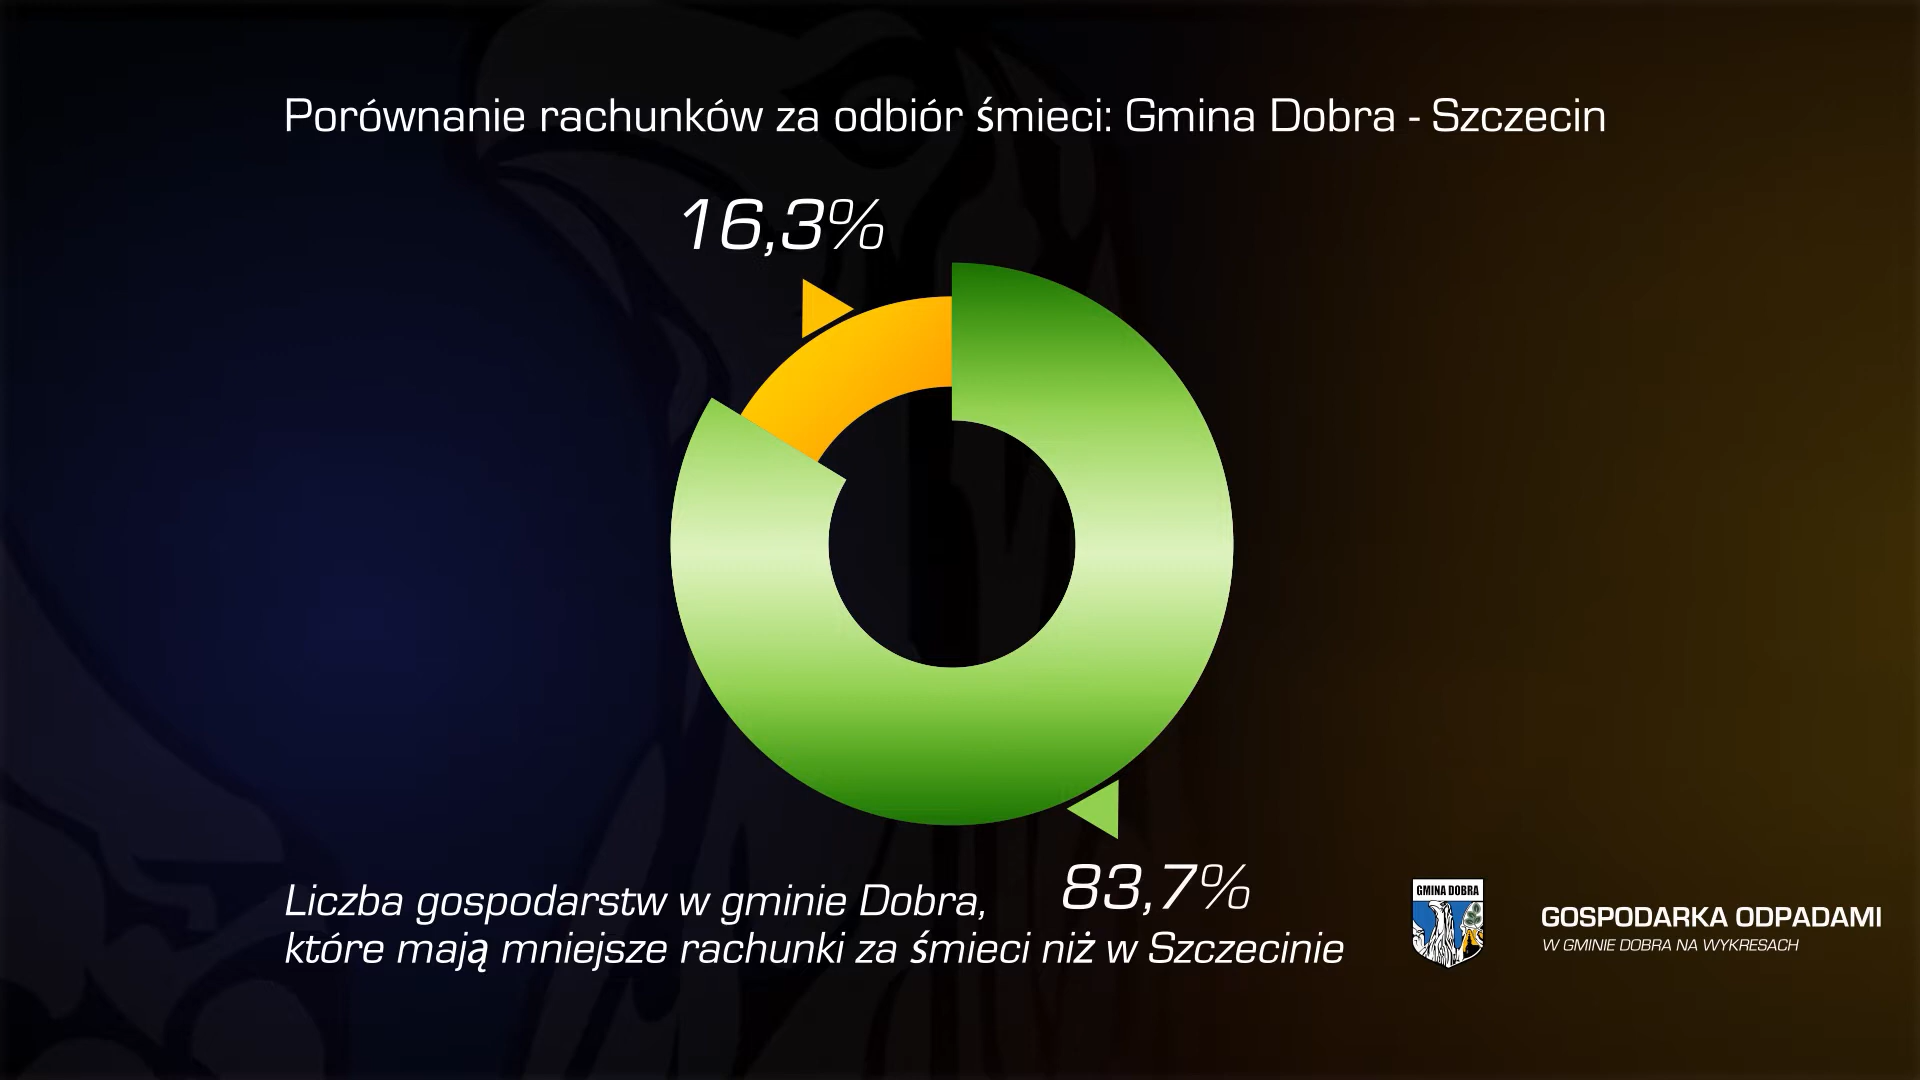 Porównanie rachunków za odbiór śmieci: Gmina Dobra - Szczecin
16,3%
83,7%
Liczba gospodarstw w gminie Dobra,
które mają mniejsze rachunki za śmieci niż w Szczecinie
GMINA DOBRA
GOSPODARKA ODPADAMI
W GMINIE DOBRA NA WYKRESACH